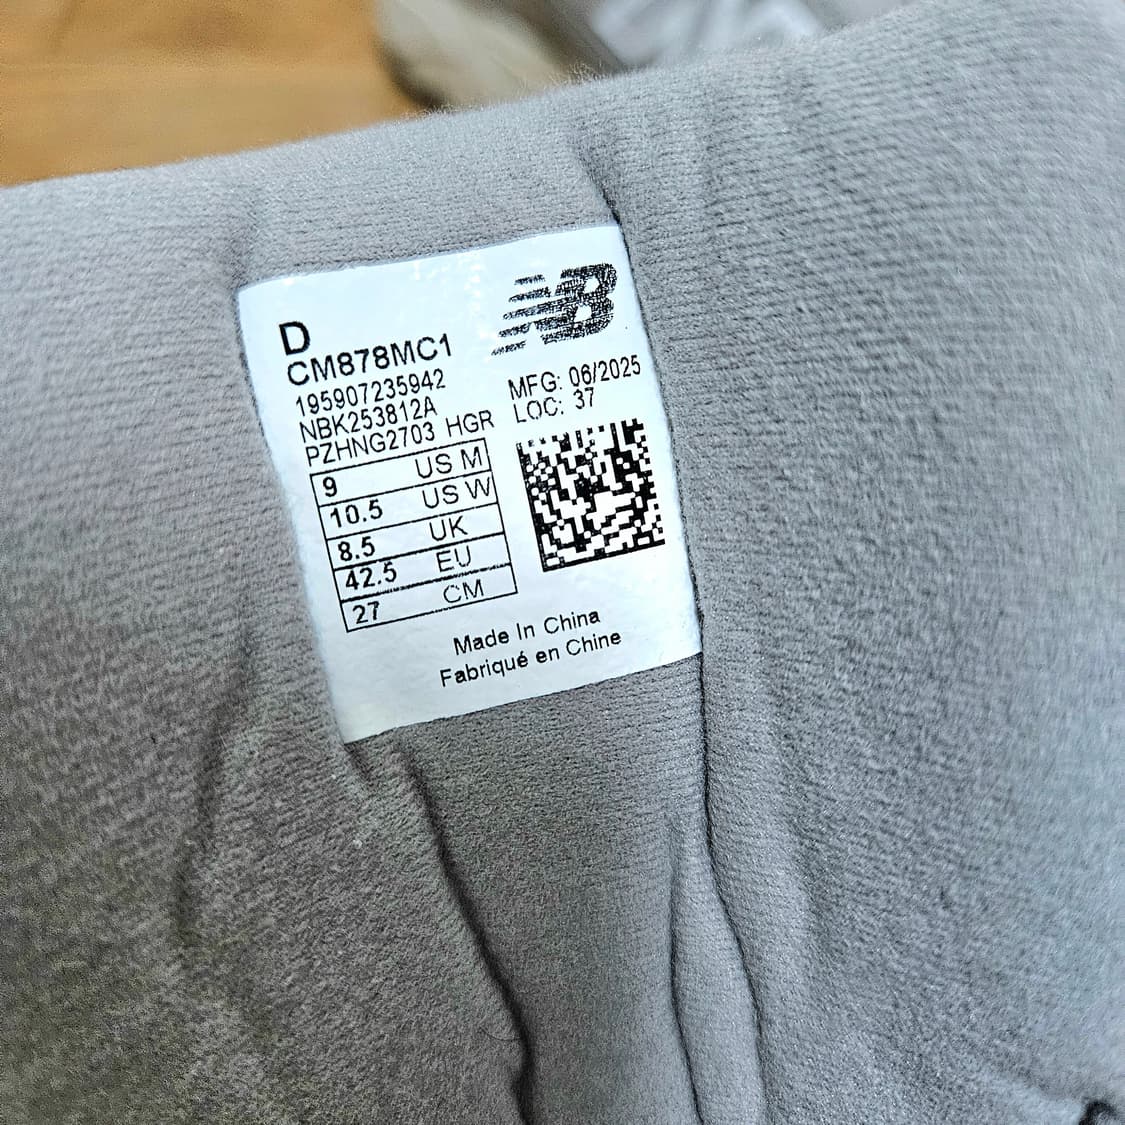 NB
D
CM878MC1
195907235942
NBK253812A
PZHNG2703 HGR
MFG: 06/2025
LOC: 37
9 US M
10.5 US W
8.5 UK
42.5 EU
27 CM
Made In China
Fabriqué en Chine